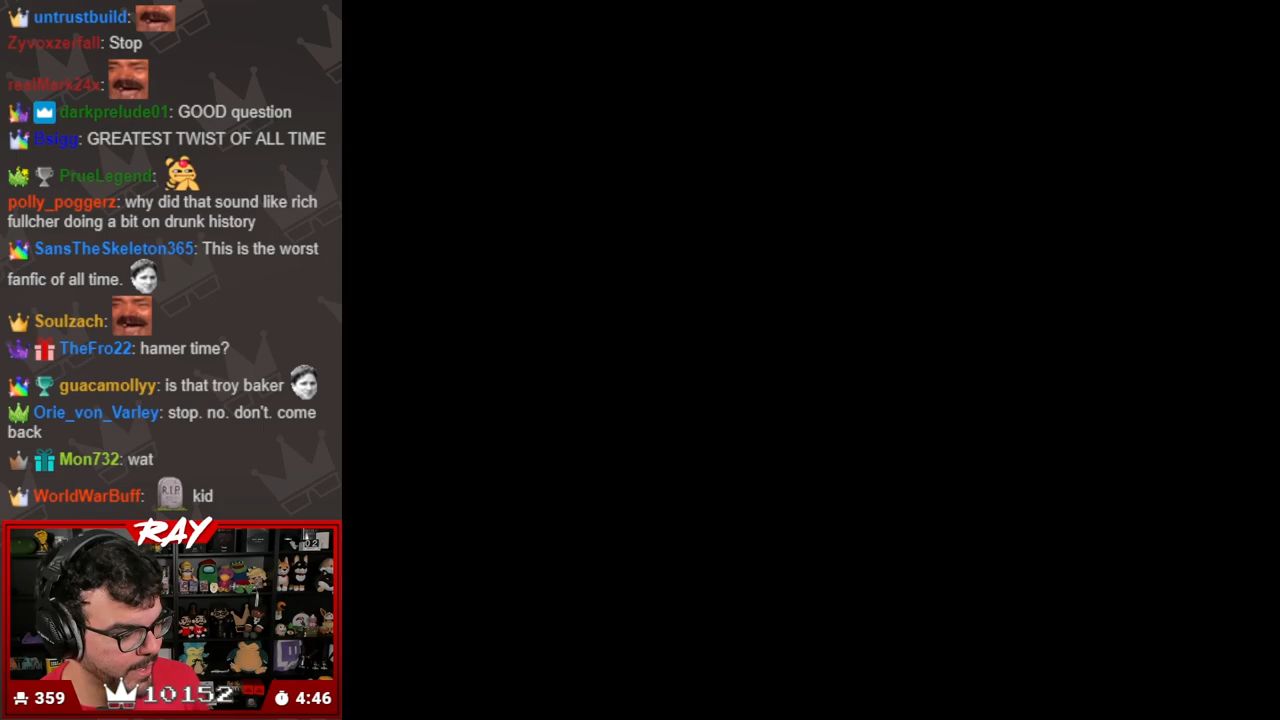 untrustbuild:
Zyvoxzerfall: Stop
realMark24x:
darkprelude01: GOOD question
Bsigg: GREATEST TWIST OF ALL TIME
PrueLegend:
polly_poggerz: why did that sound like rich
fullcher doing a bit on drunk history
SansTheSkeleton365: This is the worst
fanfic of all time.
Soulzach:
TheFro22: hamer time?
guacamollyy: is that troy baker
Orie_von_Varley: stop. no. don't. come
back
Mon732: wat
WorldWarBuff: R.I.P. kid
RAY
359
10152
4:46